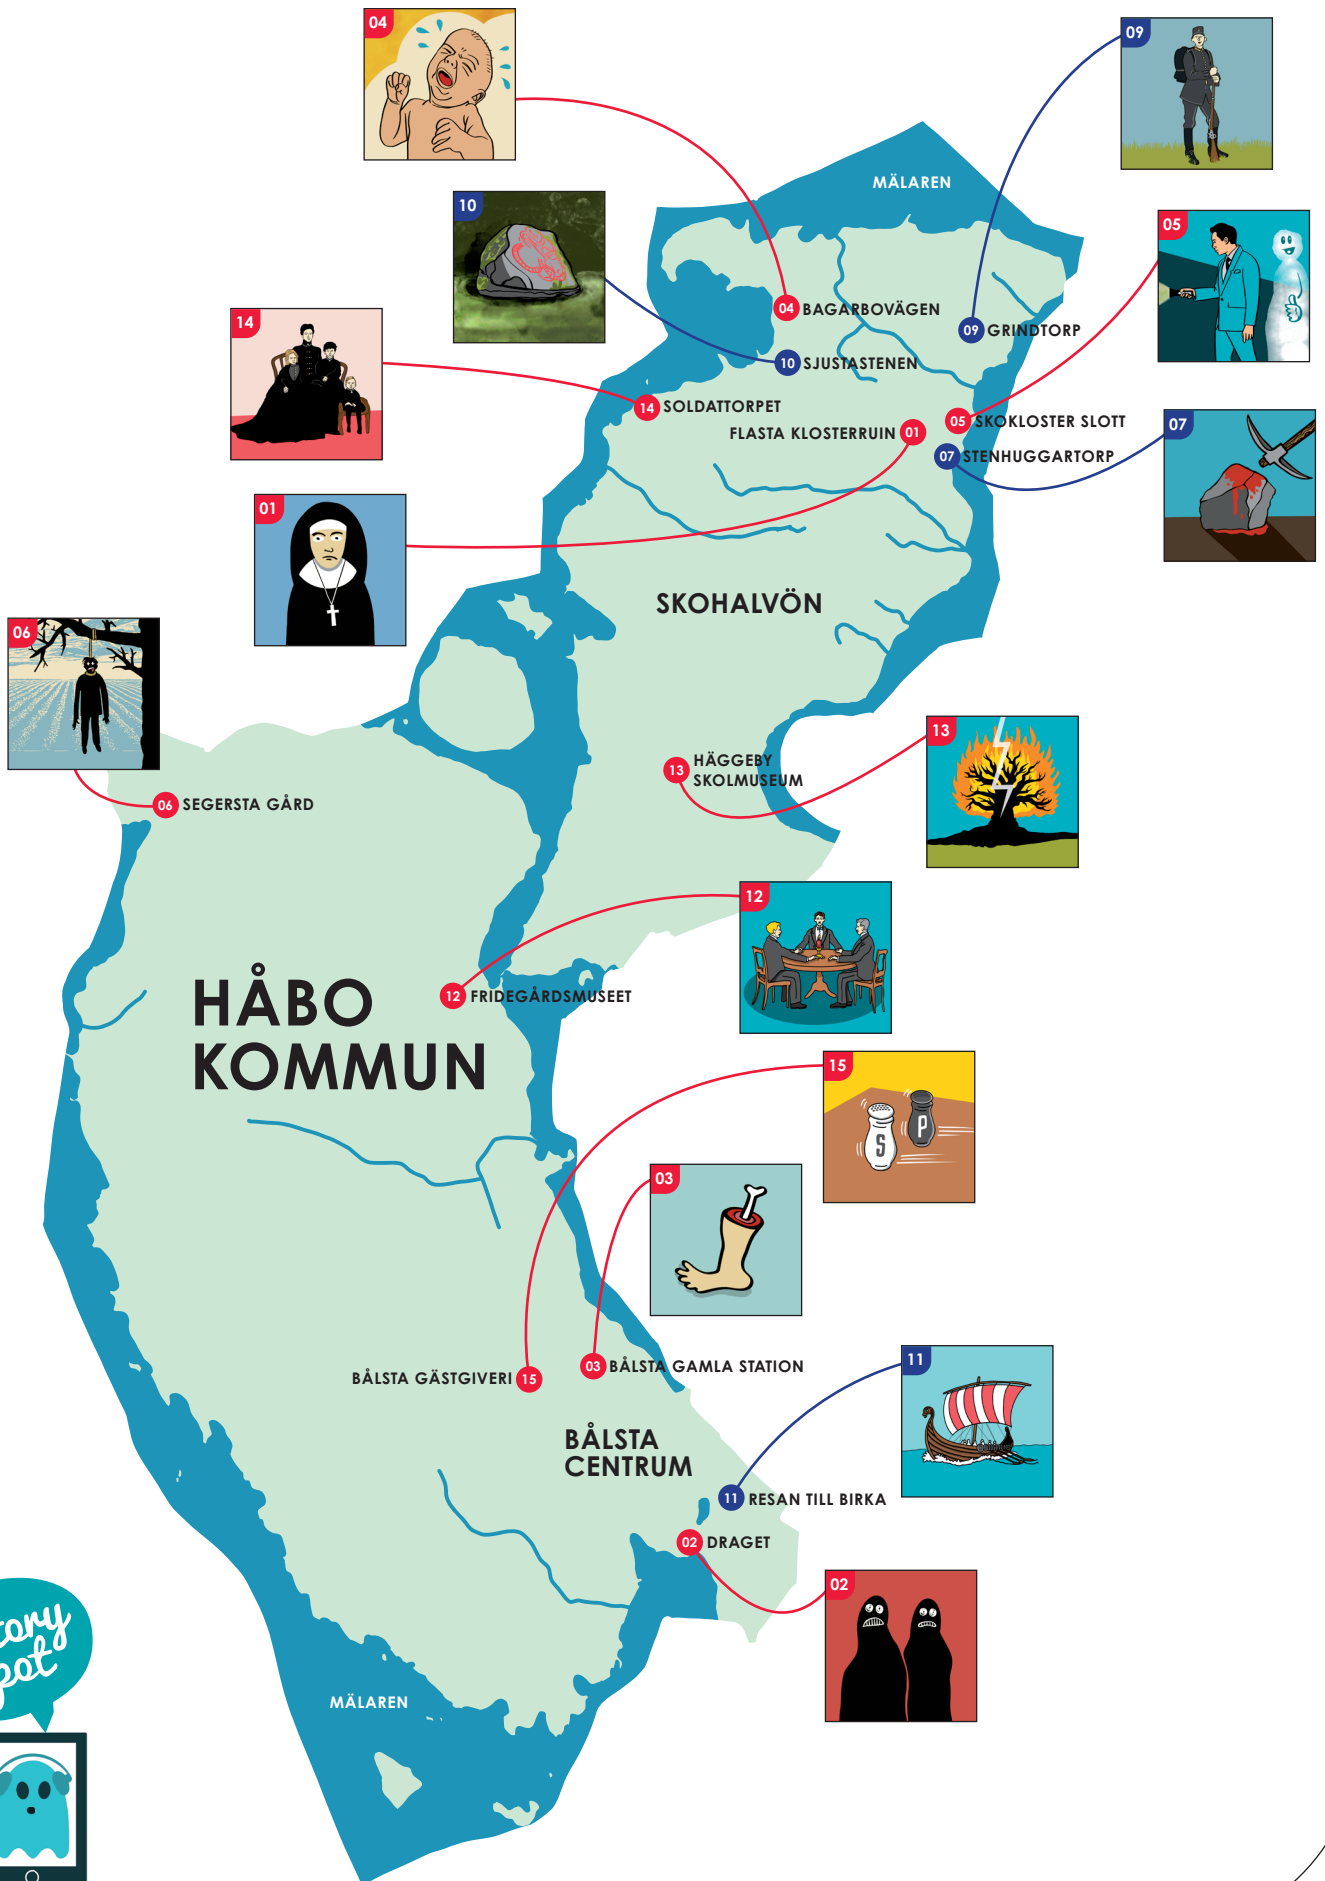 04
09
MÄLAREN
10
05
04 BAGARBOVÄGEN
14
09 GRINDTORP
10 SJUSTASTENEN
14 SOLDATTORPET
07
05 SKOKLOSTER SLOTT
FLASTA KLOSTERRUIN 01
07 STENHUGGARTORP
01
SKOHALVÖN
06
13
13 HÄGGEBY
SKOLMUSEUM
06 SEGERSTA GÅRD
12
HÅBO
KOMMUN
12 FRIDEGÅRDSMUSEET
15
S
P
03
11
BÅLSTA GÄSTGIVERI 15
03 BÅLSTA GAMLA STATION
BÅLSTA
CENTRUM
11 RESAN TILL BIRKA
02 DRAGET
02
MÄLAREN